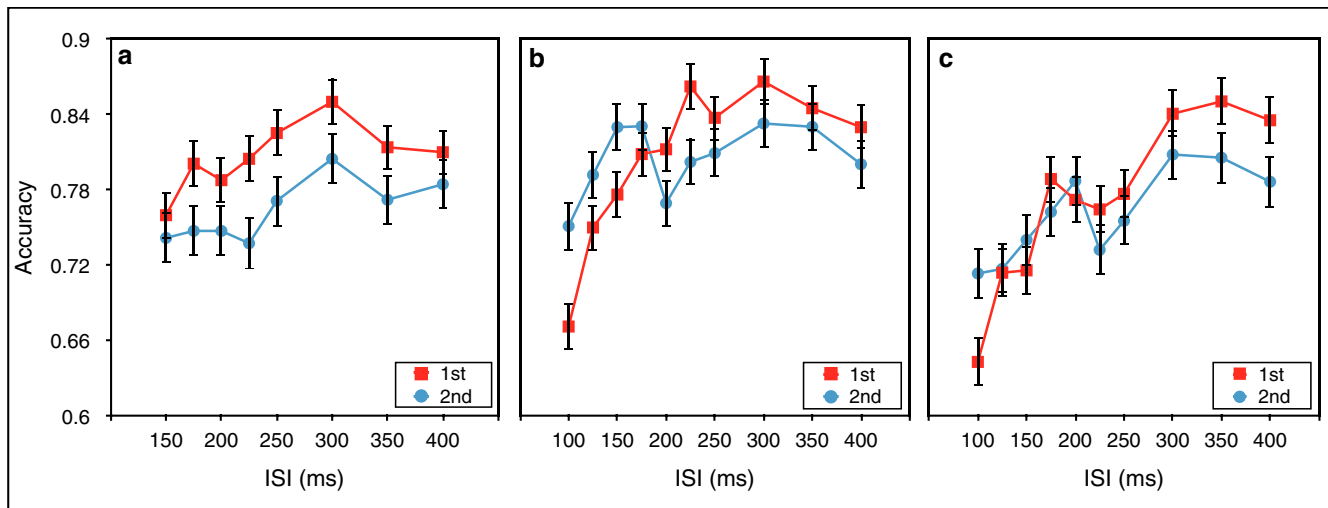 a
b
c
0.9
0.84
0.78
0.72
0.66
0.6
Accuracy
1st
2nd
1st
2nd
1st
2nd
150 200 250 300 350 400
100 150 200 250 300 350 400
100 150 200 250 300 350 400
ISI (ms)
ISI (ms)
ISI (ms)